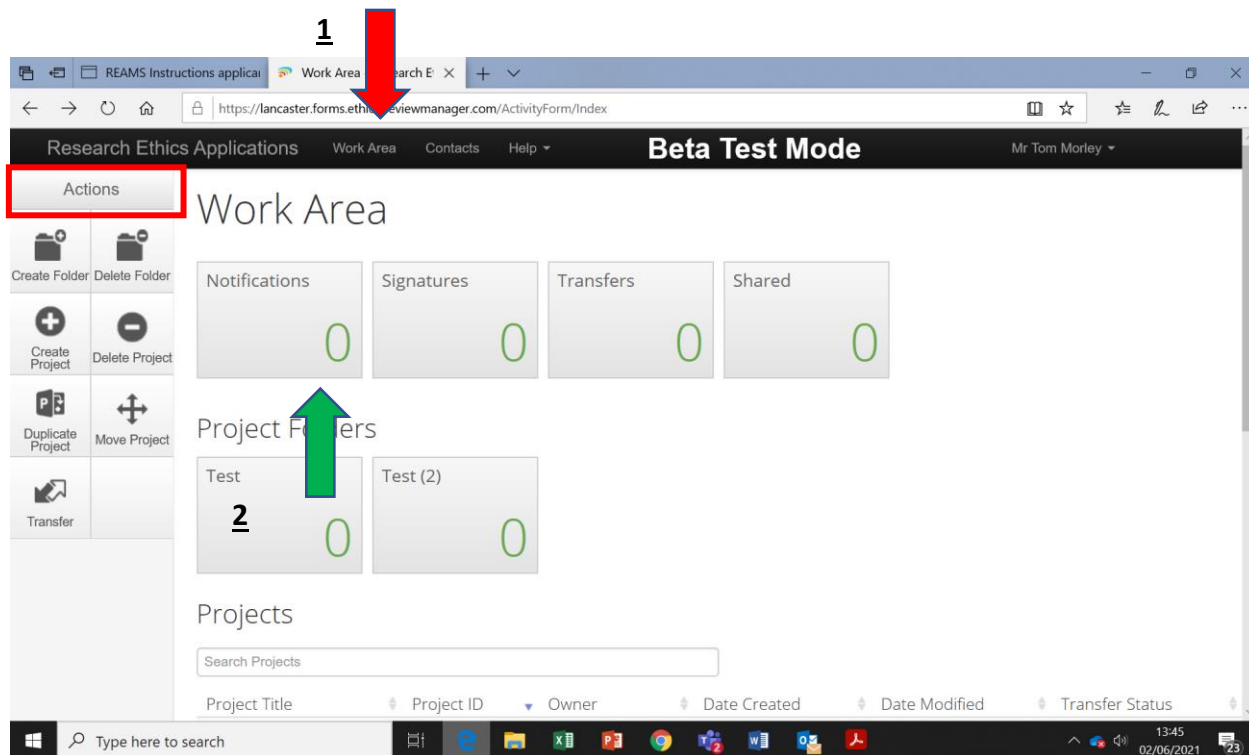 1
REAMS Instructions applica
Work Area
earch E
https://lancaster.forms.ethic
eviewmanager.com/ActivityForm/Index
Research Ethics Applications Work Area Contacts Help Beta Test Mode Mr Tom Morley
Actions
Work Area
Create Folder Delete Folder
Notifications Signatures Transfers Shared
0 0 0 0
Create Project Delete Project
Duplicate Project Move Project
Project F
ders
Test Test (2)
2
0 0
Transfer
Projects
Search Projects
Project Title Project ID Owner Date Created Date Modified Transfer Status
Type here to search
13:45
02/06/2021
23